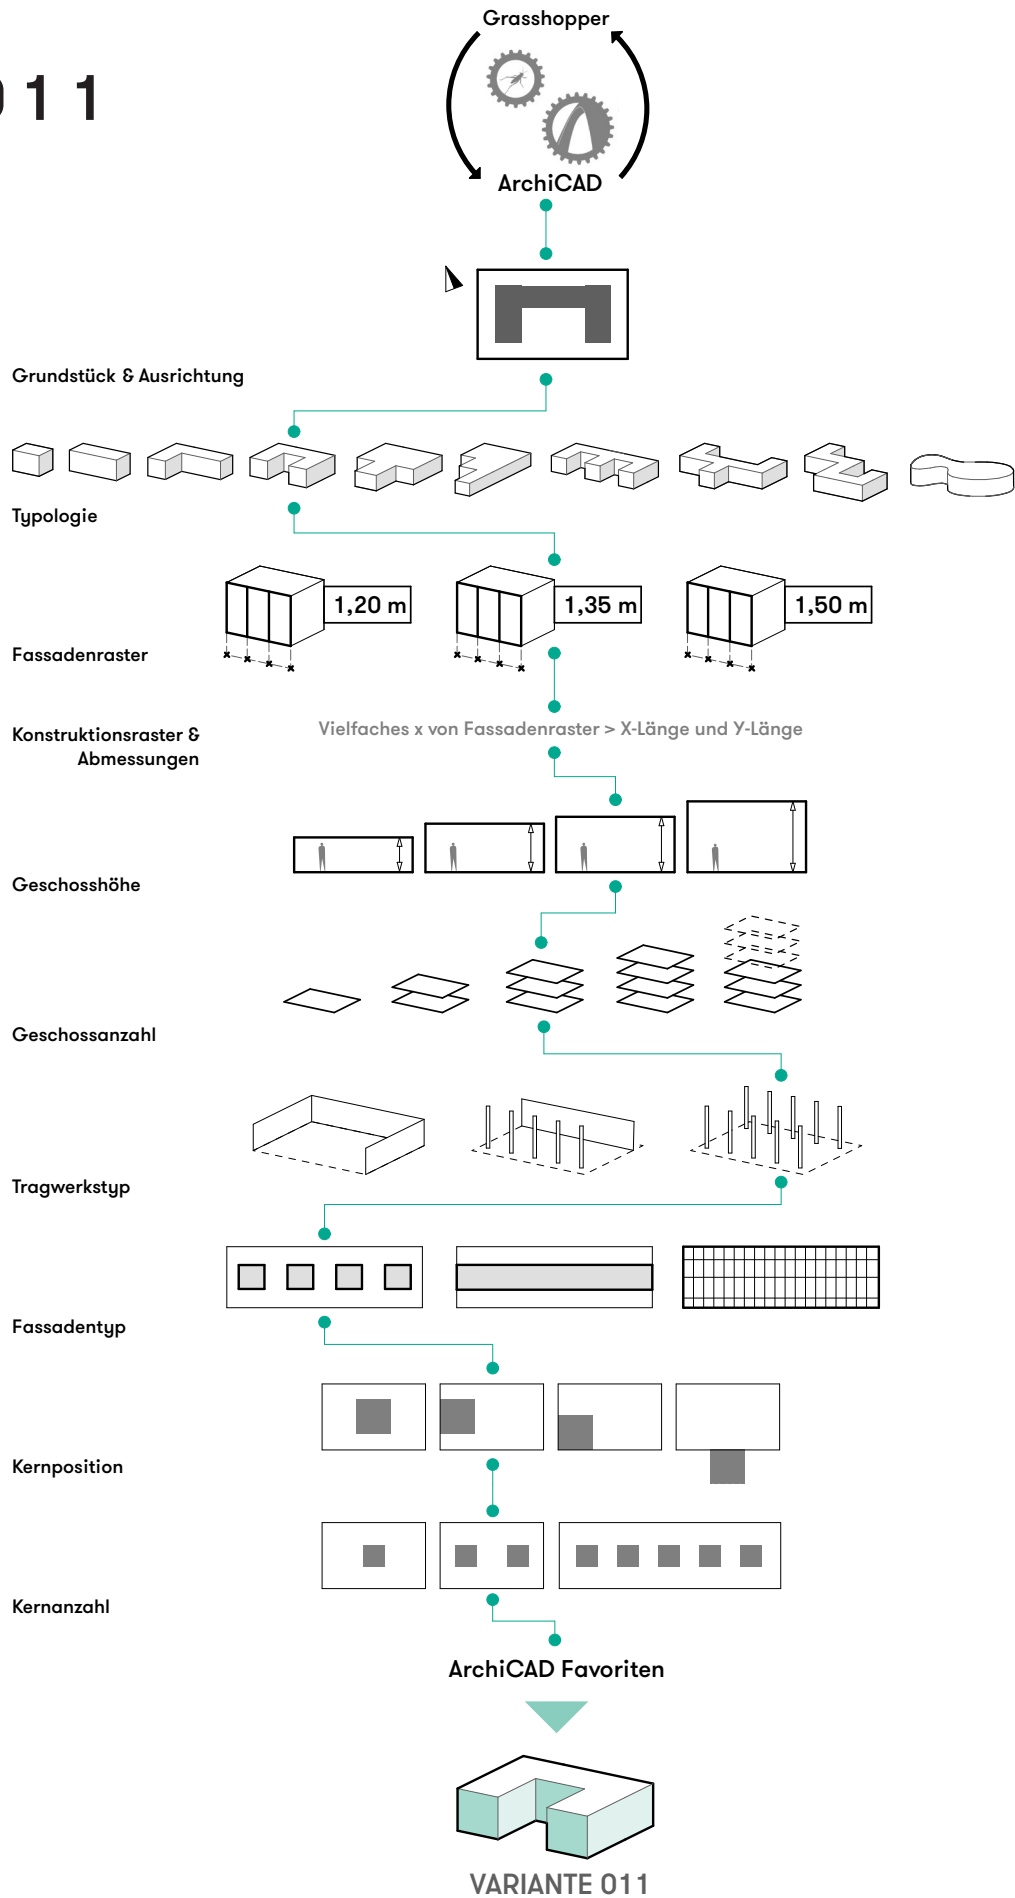 Grasshopper
011
ArchiCAD
Grundstück & Ausrichtung
Typologie
1,20 m
1,35 m
1,50 m
Fassadenraster
Konstruktionsraster &
Abmessungen
Vielfaches x von Fassadenraster > X-Länge und Y-Länge
Geschosshöhe
Geschossanzahl
Tragwerkstyp
Fassadentyp
Kernposition
Kernanzahl
ArchiCAD Favoriten
VARIANTE 011